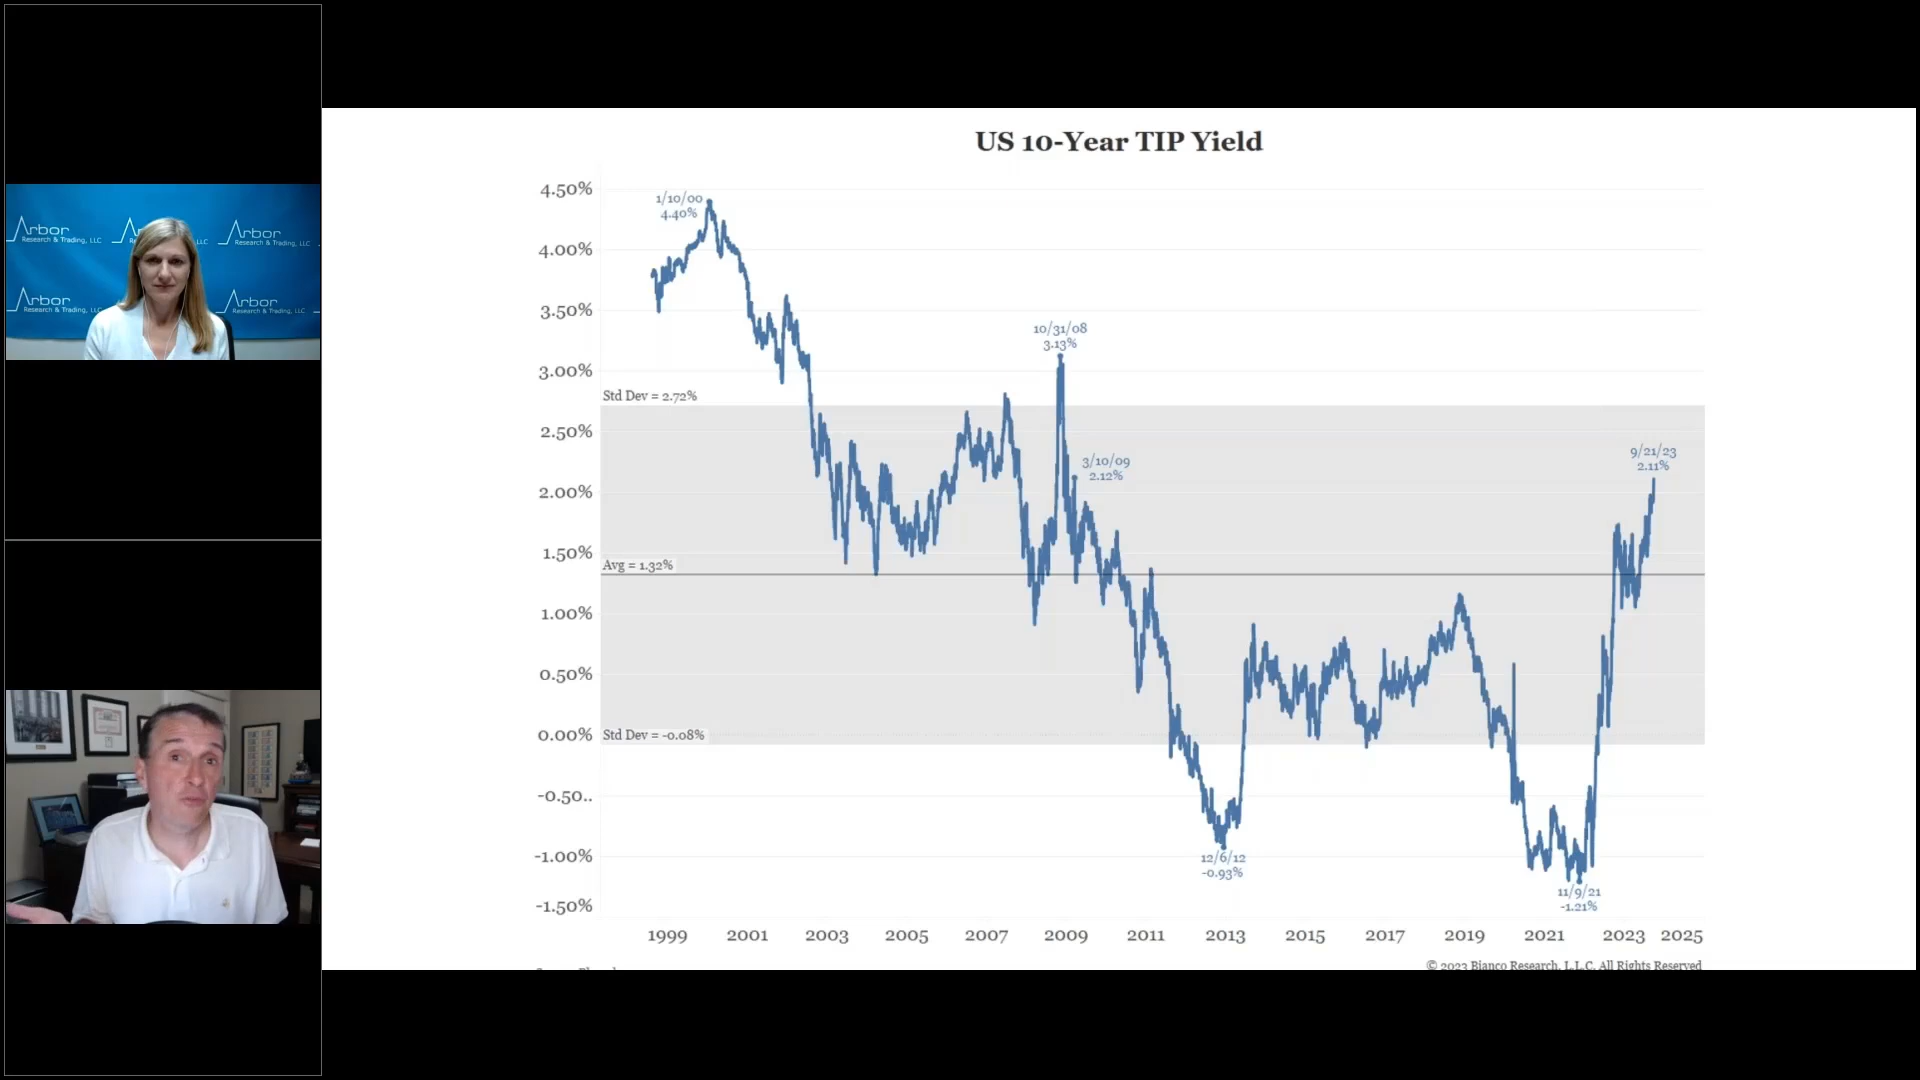 Arbor
Research & Trading, LLC
Arbor
Research & Trading, LLC
Arbor
Research & Trading, LLC
Arbor
Research & Trading, LLC
US 10-Year TIP Yield
4.50%
4.00%
3.50%
3.00%
2.50%
2.00%
1.50%
1.00%
0.50%
0.00%
-0.50..
-1.00%
-1.50%
1/10/00
4.40%
10/31/08
3.13%
Std Dev = 2.72%
3/10/09
2.12%
9/21/23
2.11%
Avg = 1.32%
Std Dev = -0.08%
12/6/12
-0.93%
11/9/21
-1.21%
1999 2001 2003 2005 2007 2009 2011 2013 2015 2017 2019 2021 2023 2025
© 2023 Bianco Research, L.L.C. All Rights Reserved